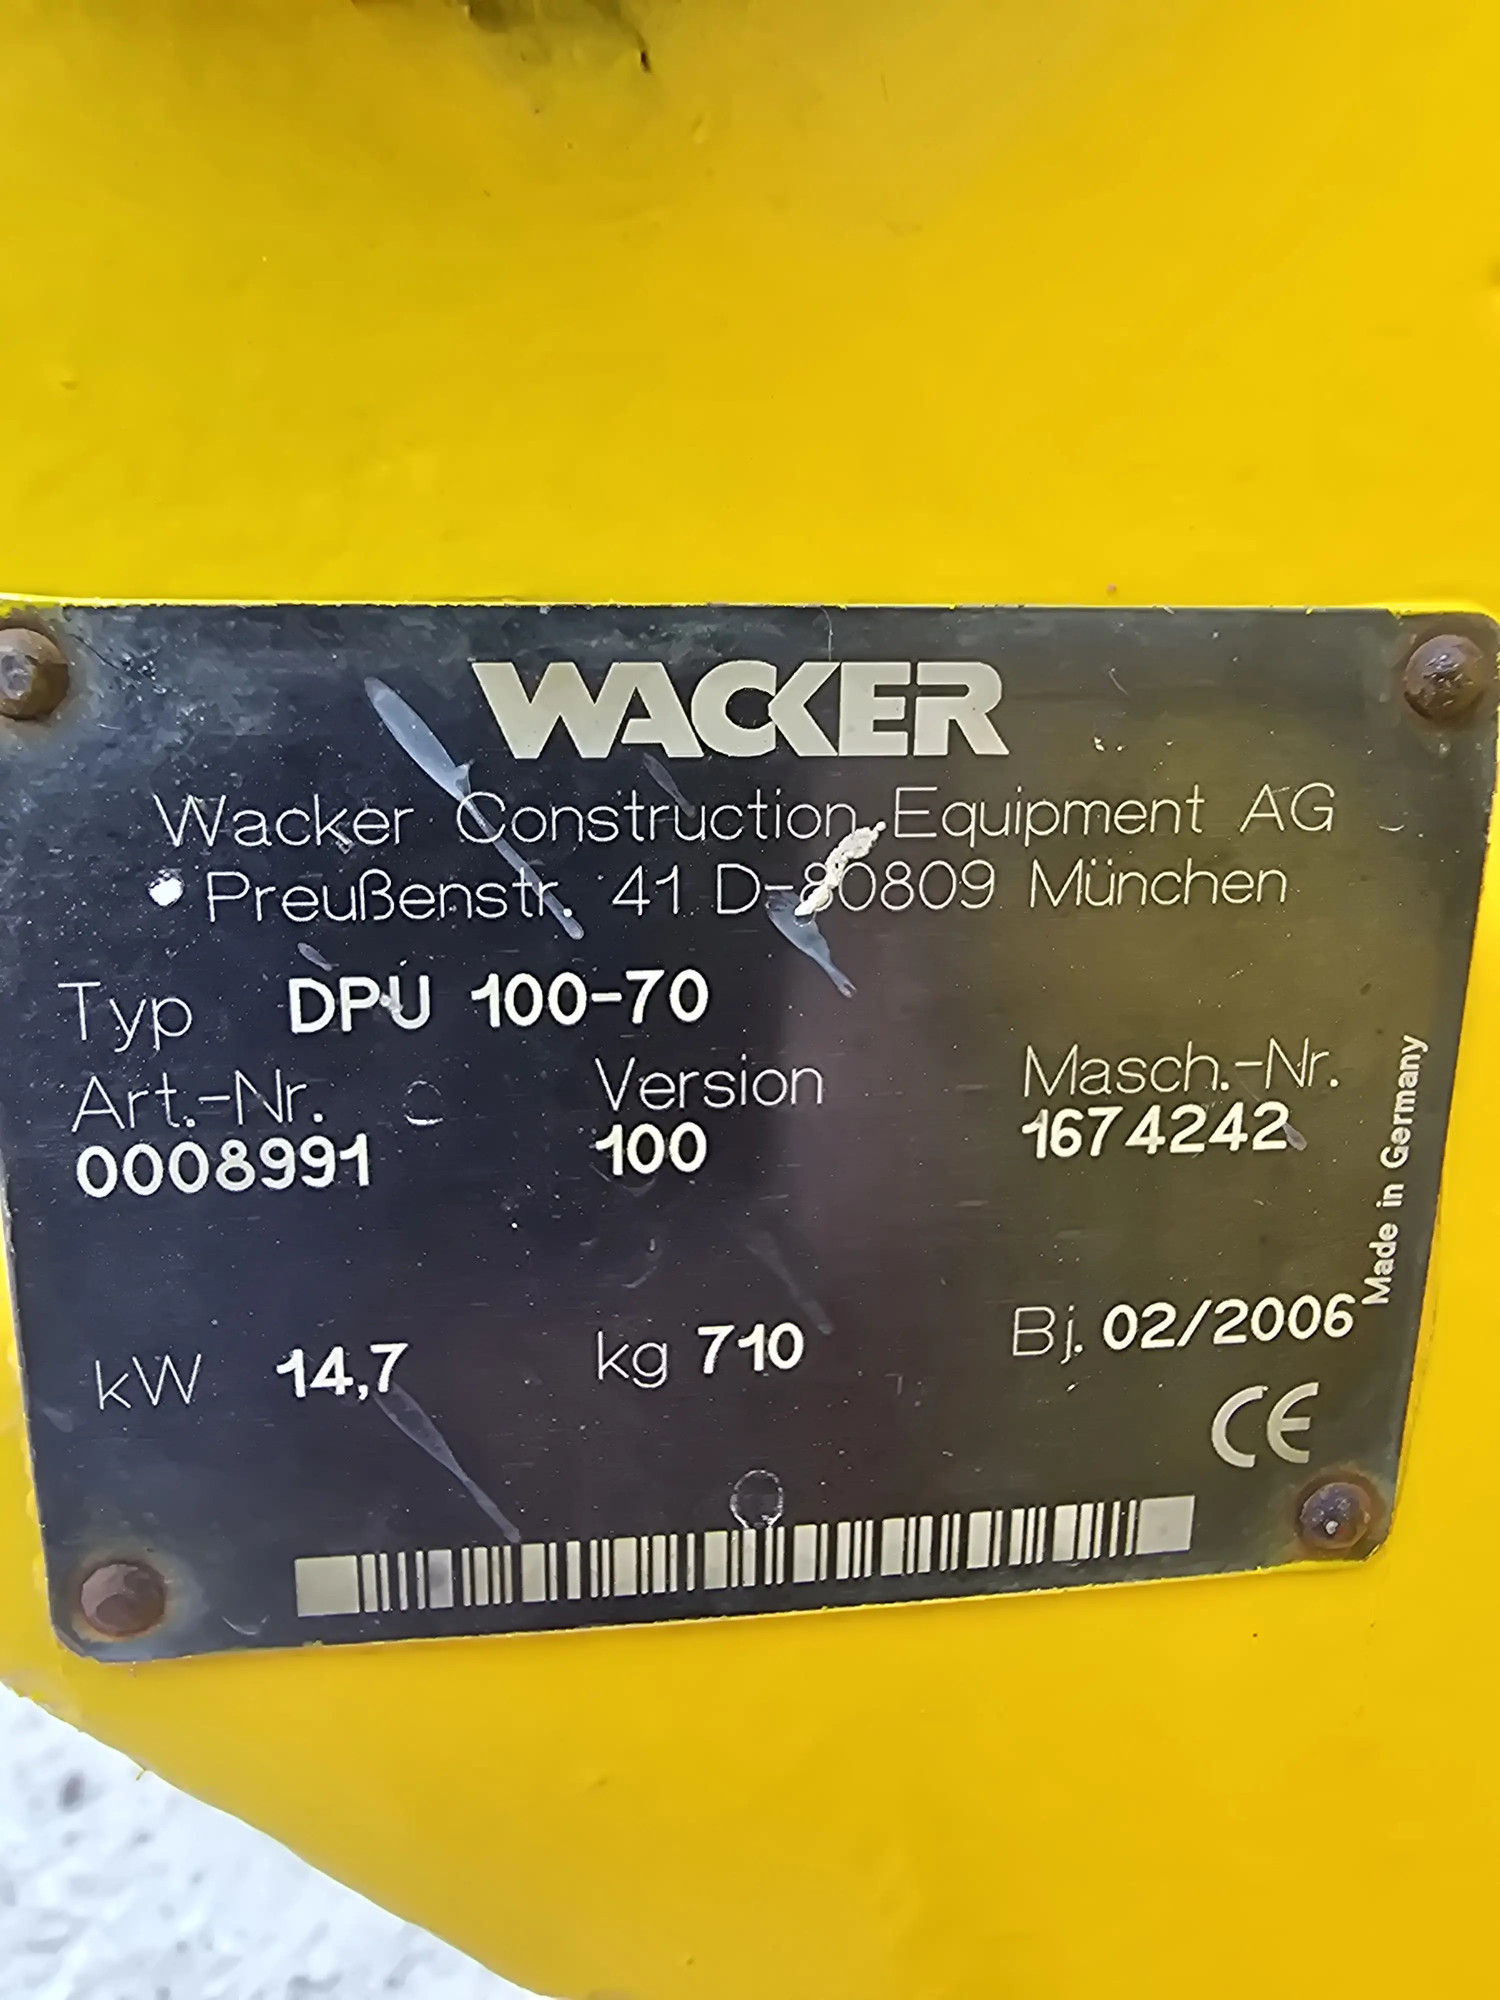 WACKER
Wacker Construction Equipment AG
Preußenstr. 41 D-80809 München
Typ DPU 100-70
Art.-Nr. Version Masch.-Nr.
0008991 100 1674242
kW 14,7 kg 710 Bj. 02/2006
Made in Germany
CE